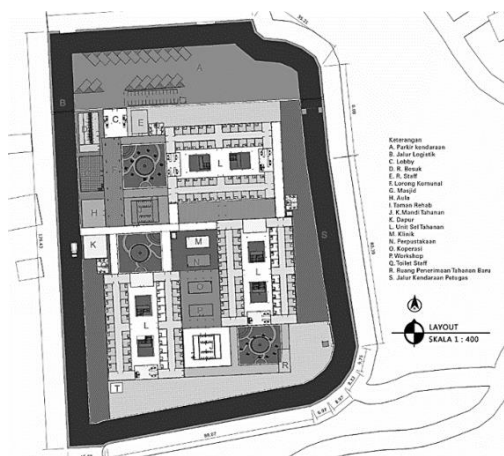 A
B
C
E
D
L
H
K
M
N
O
P
L
L
S
R
T
Keterangan
A. Parkir kendaraan
B. Jalur Logistik
C. Lobby
D. R. Besuk
E. R. Staff
F. Lorong Komunal
G. Masjid
H. Aula
I. Taman Rehab
J. K.Mandi Tahanan
K. Dapur
L. Unit Sel Tahanan
M. Klinik
N. Perpustakaan
O. Koperasi
P. Workshop
Q. Toilet Staff
R. Ruang Penerimaan Tahanan Baru
S. Jalur Kendaraan Petugas
LAYOUT
SKALA 1 : 400